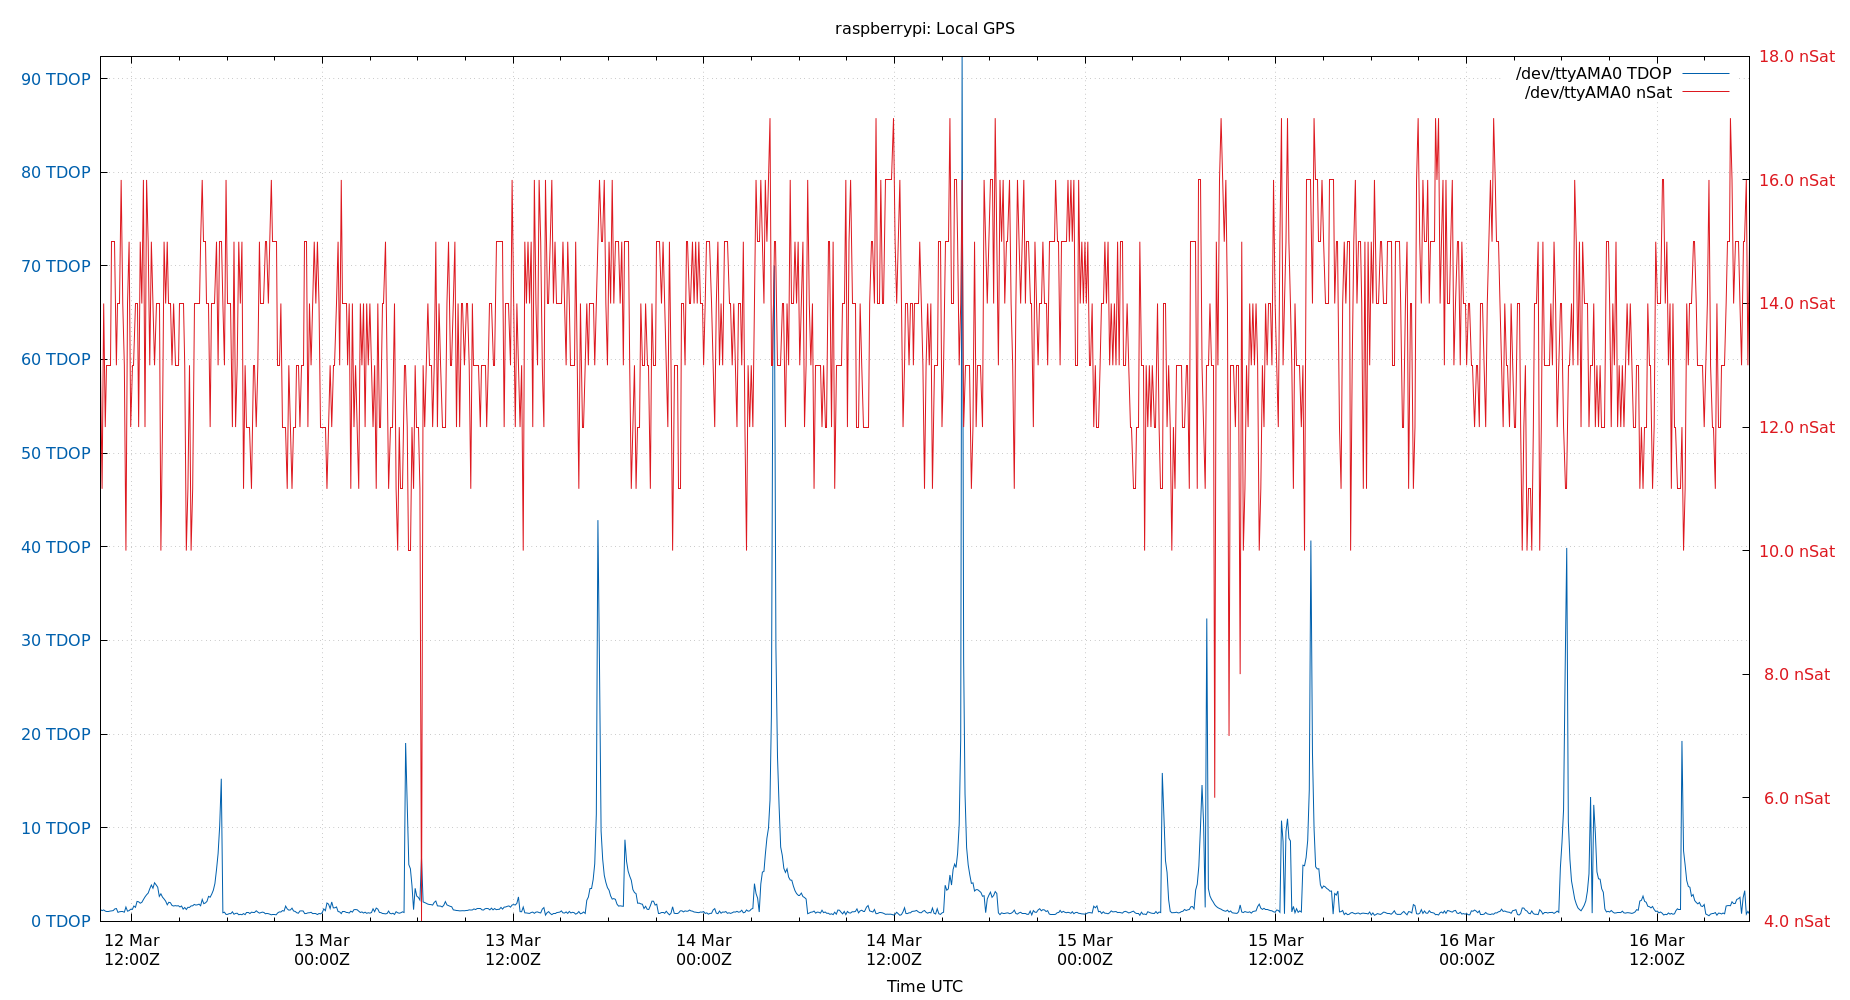 raspberrypi: Local GPS
18.0 nSat
/dev/ttyAMA0 TDOP
90 TDOP
/dev/ttyAMA0 nSat
80 TDOP
16.0 nSat
70 TDOP
14.0 nSat
60 TDOP
50 TDOP
12.0 nSat
40 TDOP
10.0 nSat
30 TDOP
8.0 nSat
20 TDOP
6.0 nSat
10 TDOP
0 TDOP
4.0 nSat
12 Mar 13 Mar 13 Mar 14 Mar 14 Mar 15 Mar 15 Mar 16 Mar 16 Mar
12:00Z 00:00Z 12:00Z 00:00Z 12:00Z 00:00Z 12:00Z 00:00Z 12:00Z
Time UTC